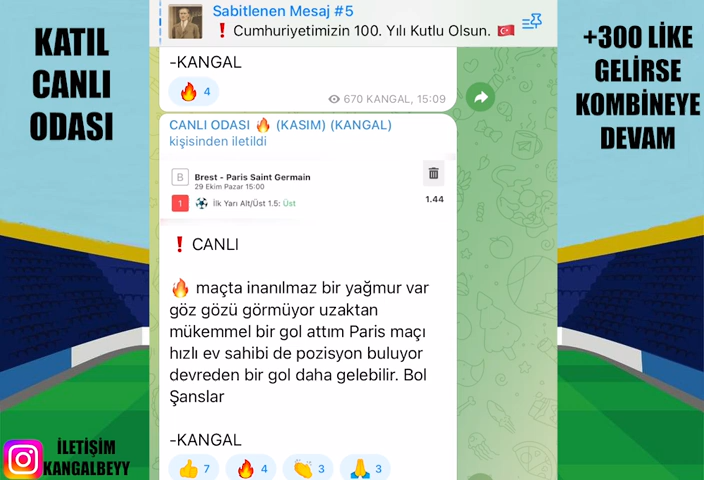 KATIL
CANLI
ODASI
Sabitlenen Mesaj #5
❗ Cumhuriyetimizin 100. Yılı Kutlu Olsun. 🇹🇷
-KANGAL
🔥 4
670 KANGAL, 15:09
CANLI ODASI 🔥 (KASIM) (KANGAL)
kişisinden iletildi
B Brest - Paris Saint Germain
29 Ekim Pazar 15:00
1 ⚽ İlk Yarı Alt/Üst 1.5: Üst
1.44
❗ CANLI
🔥 maçta inanılmaz bir yağmur var
göz gözü görmüyor uzaktan
mükemmel bir gol attım Paris maçı
hızlı ev sahibi de pozisyon buluyor
devreden bir gol daha gelebilir. Bol
Şanslar
-KANGAL
👍 7 🔥 4 👏 3 🙏 3
+300 LİKE
GELİRSE
KOMBİNEYE
DEVAM
İLETİŞİM
KANGALBEYY